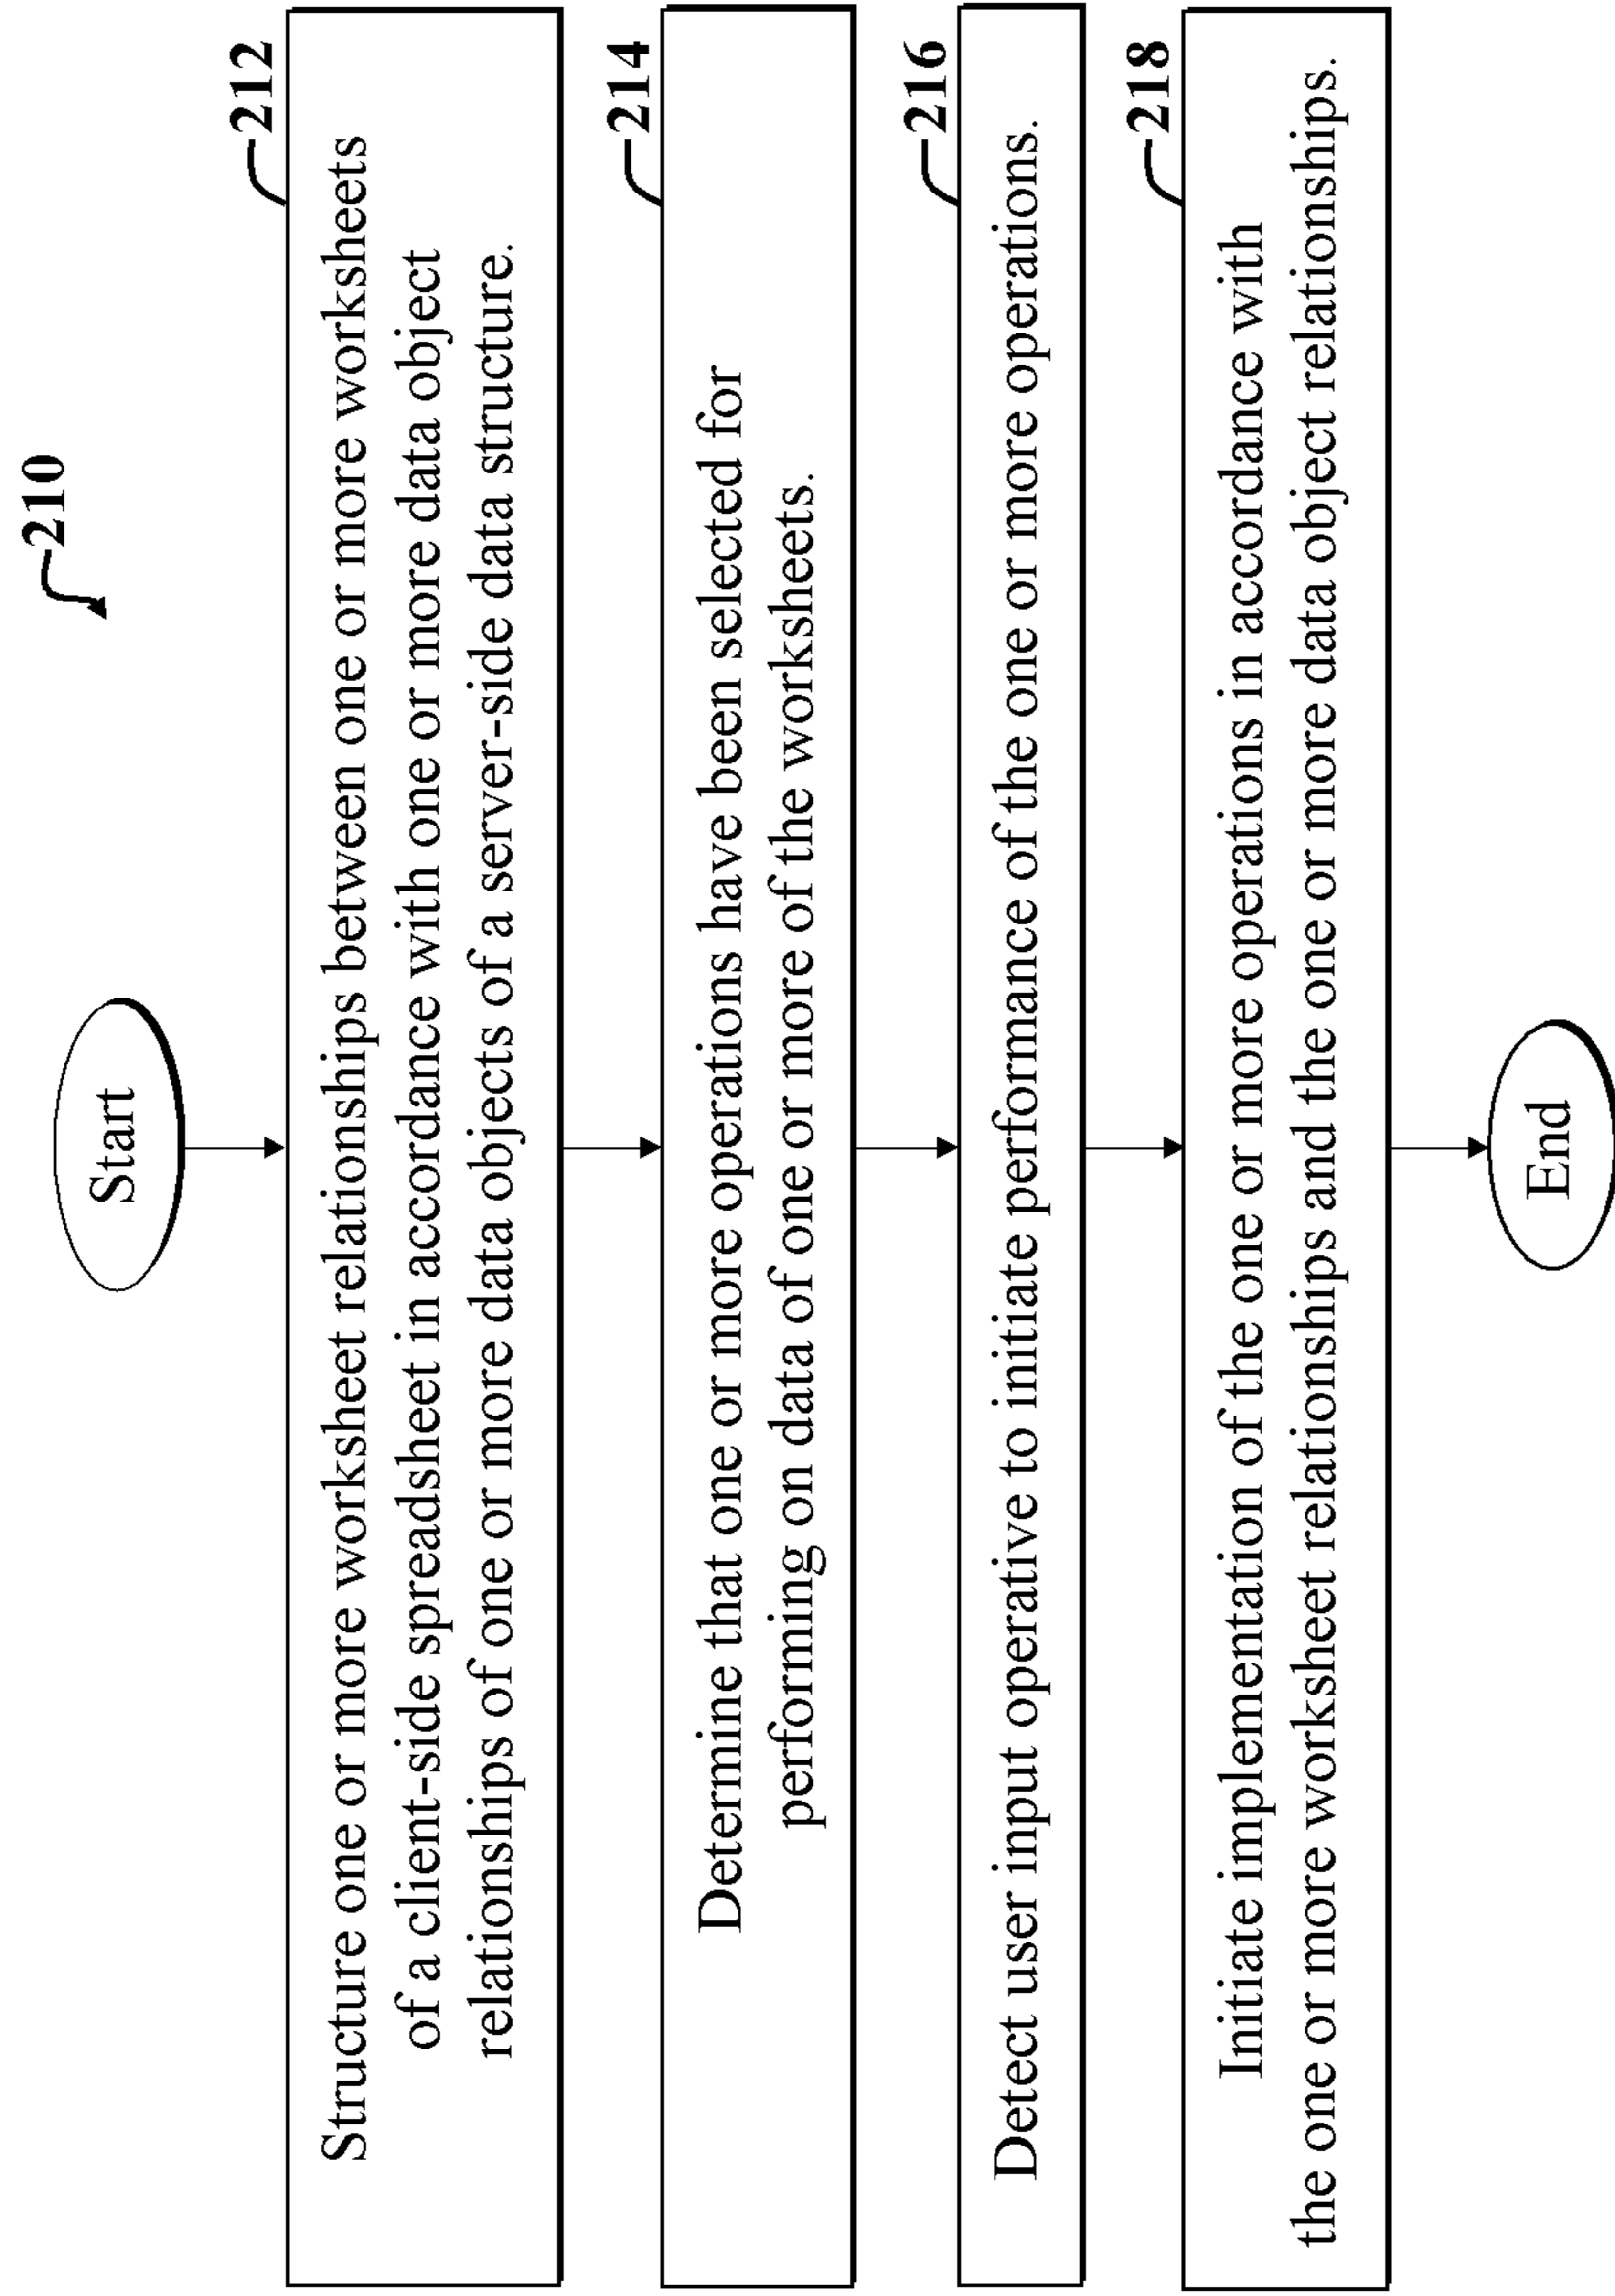 210
Start
212
Structure one or more worksheet relationships between one or more worksheets
of a client-side spreadsheet in accordance with one or more data object
relationships of one or more data objects of a server-side data structure.
214
Determine that one or more operations have been selected for
performing on data of one or more of the worksheets.
216
Detect user input operative to initiate performance of the one or more operations.
218
Initiate implementation of the one or more operations in accordance with
the one or more worksheet relationships and the one or more data object relationships.
End